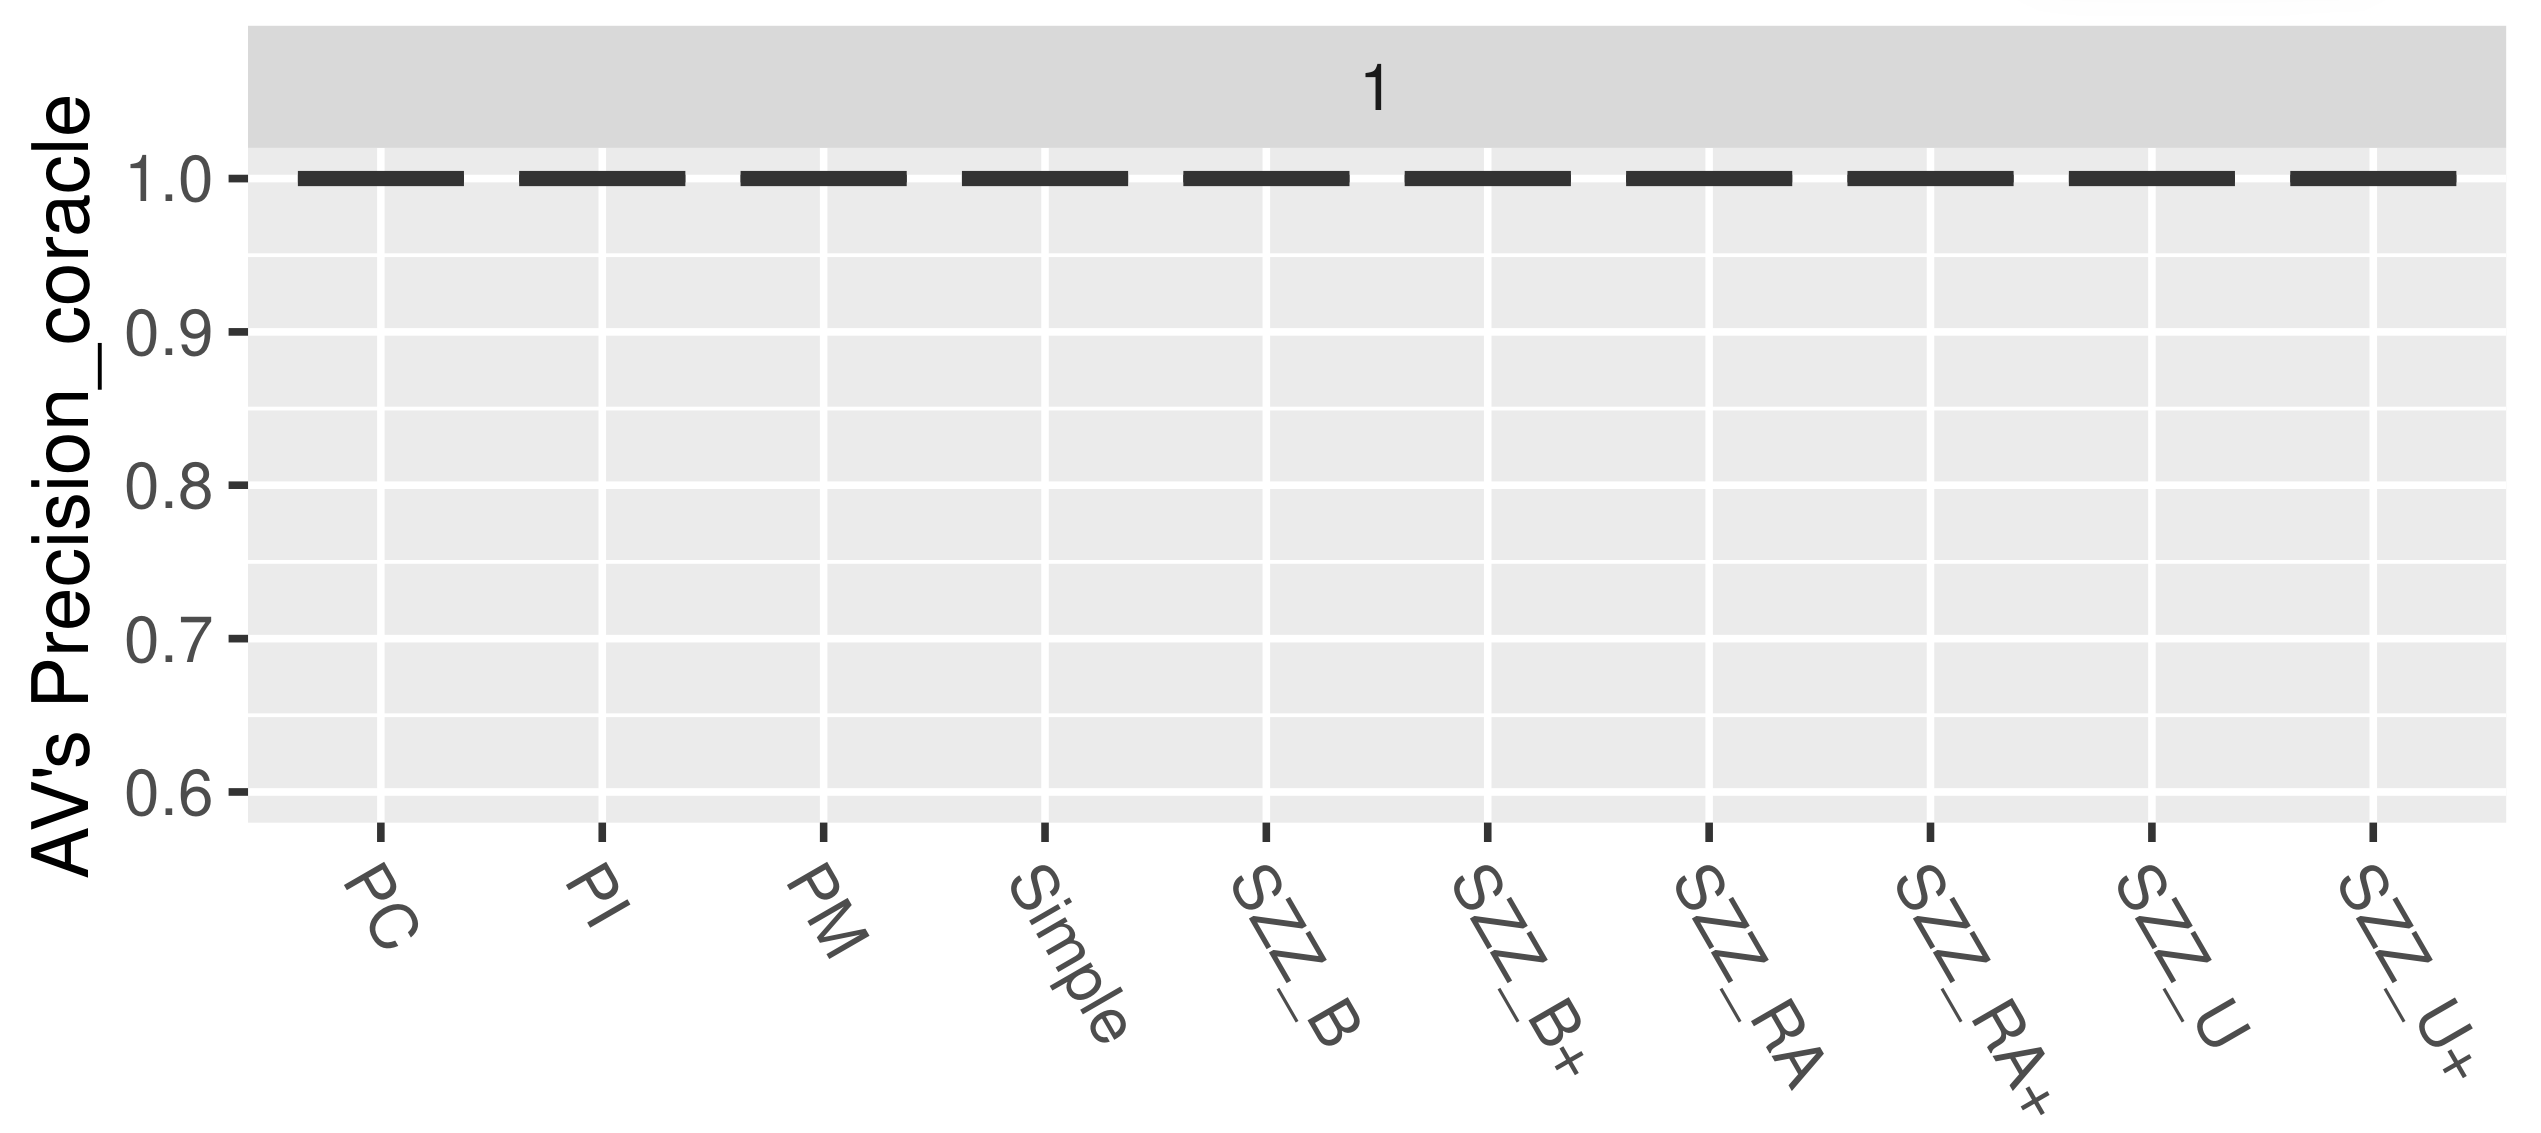 1
AV's Precision_coracle
1.0
0.9
0.8
0.7
0.6
PC
PI
PM
Simple
SZZ_B
SZZ_B+
SZZ_RA
SZZ_RA+
SZZ_U
SZZ_U+